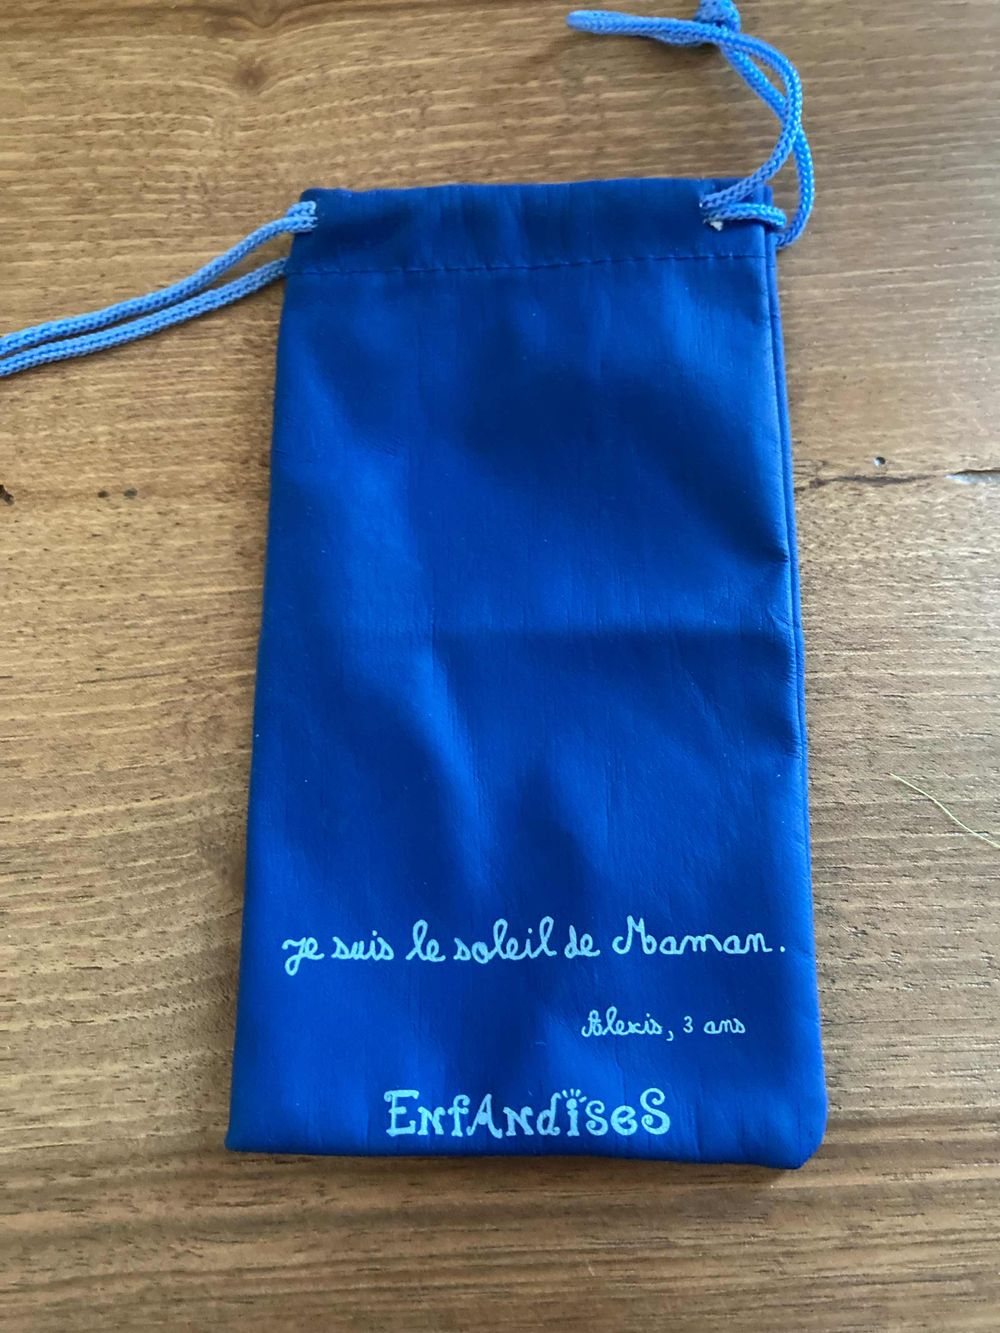 Je suis le soleil de Maman.
Alexis, 3 ans
EnfAndiseS